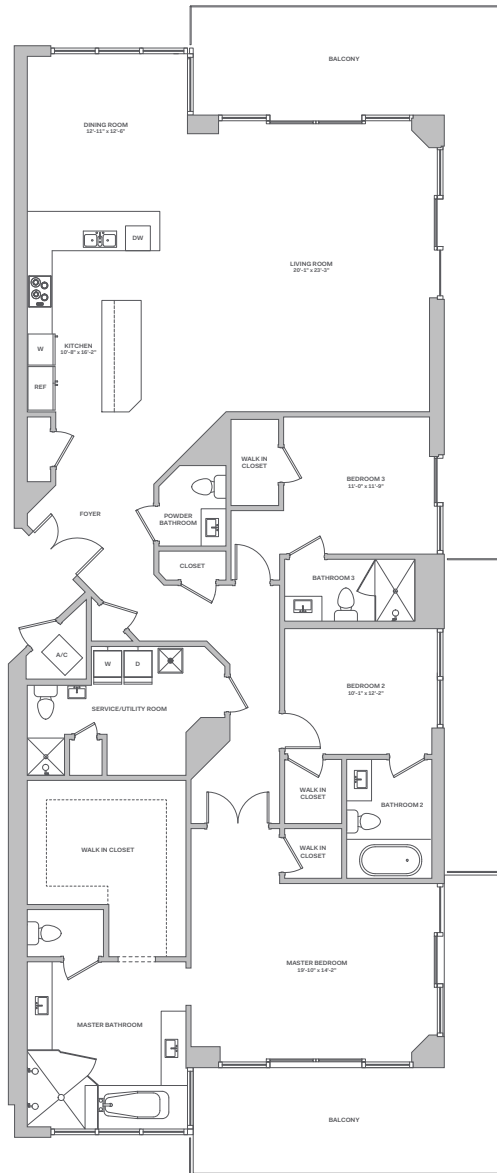 BALCONY
DINING ROOM
12'-11" x 12'-6"
DW
LIVING ROOM
20'-1" x 23'-3"
KITCHEN
10'-8" x 16'-2"
W
REF
WALK IN
CLOSET
BEDROOM 3
11'-0" x 11'-9"
FOYER
POWDER
BATHROOM
CLOSET
BATHROOM 3
A/C
W
D
BEDROOM 2
10'-1" x 12'-2"
SERVICE/UTILITY ROOM
WALK IN
CLOSET
BATHROOM 2
WALK IN CLOSET
WALK IN
CLOSET
MASTER BEDROOM
19'-10" x 14'-2"
MASTER BATHROOM
BALCONY